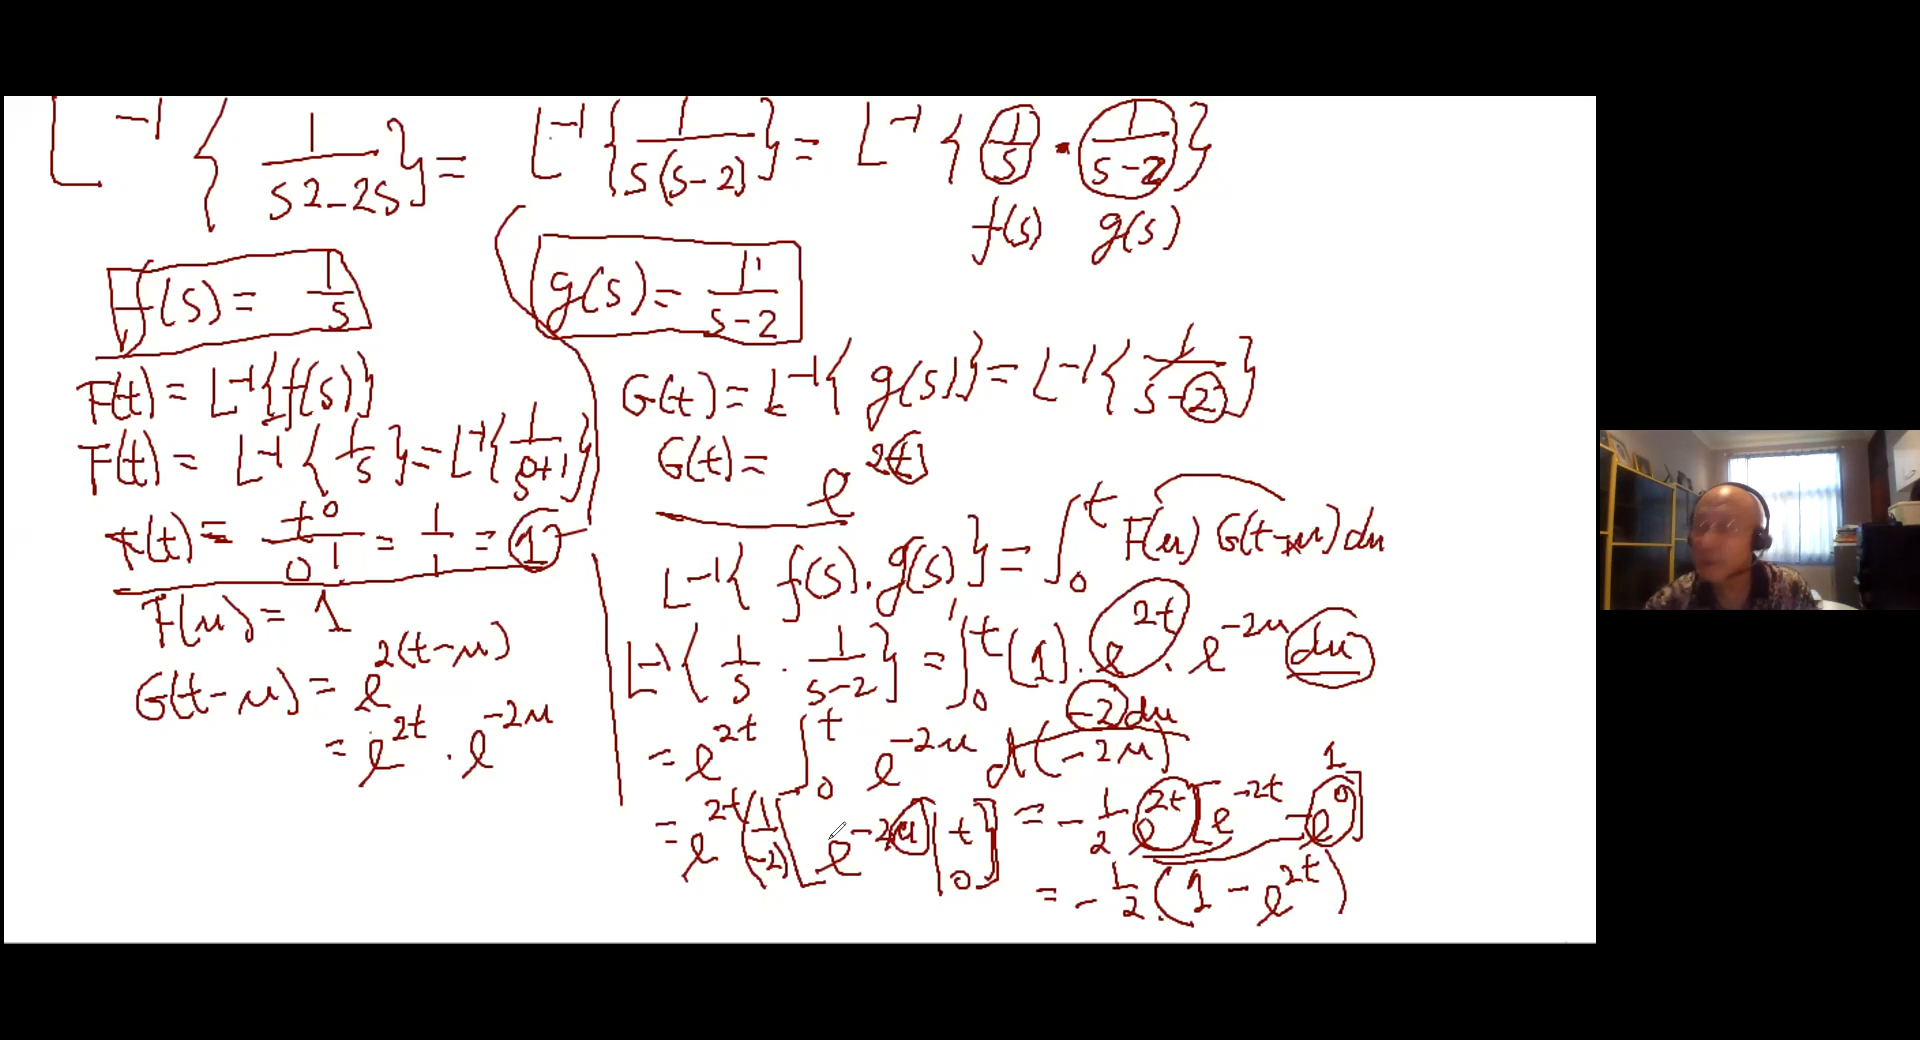 L⁻¹ { 1/(s2-2s) } = L⁻¹ { 1/(s(s-2)) } = L⁻¹ { 1/s · 1/(s-2) }
f(s) g(s)
f(s) = 1/s
g(s) = 1/(s-2)
F(t) = L⁻¹{f(s)}
F(t) = L⁻¹ { 1/s } = L⁻¹ { 1/s⁰⁺¹ }
F(t) = t⁰/0! = 1/1 = 1
F(u) = 1
G(t-u) = e^2(t-u)
= e^2t · e^-2u
G(t) = L⁻¹ { g(s) } = L⁻¹ { 1/(s-2) }
G(t) = e^2t
L⁻¹ { f(s) . g(s) } = ∫₀ᵗ F(u) G(t-u) du
L⁻¹ { 1/s · 1/(s-2) } = ∫₀ᵗ (1) · e^2t · e^-2u du
-2du
= e^2t ∫₀ᵗ e^-2u d(-2u)
1
= e^2t (1/-2) [ e^-2u | t 0 ] = - 1/2 e^2t [ e^-2t - e⁰ ]
= - 1/2 . ( 1 - e^2t )